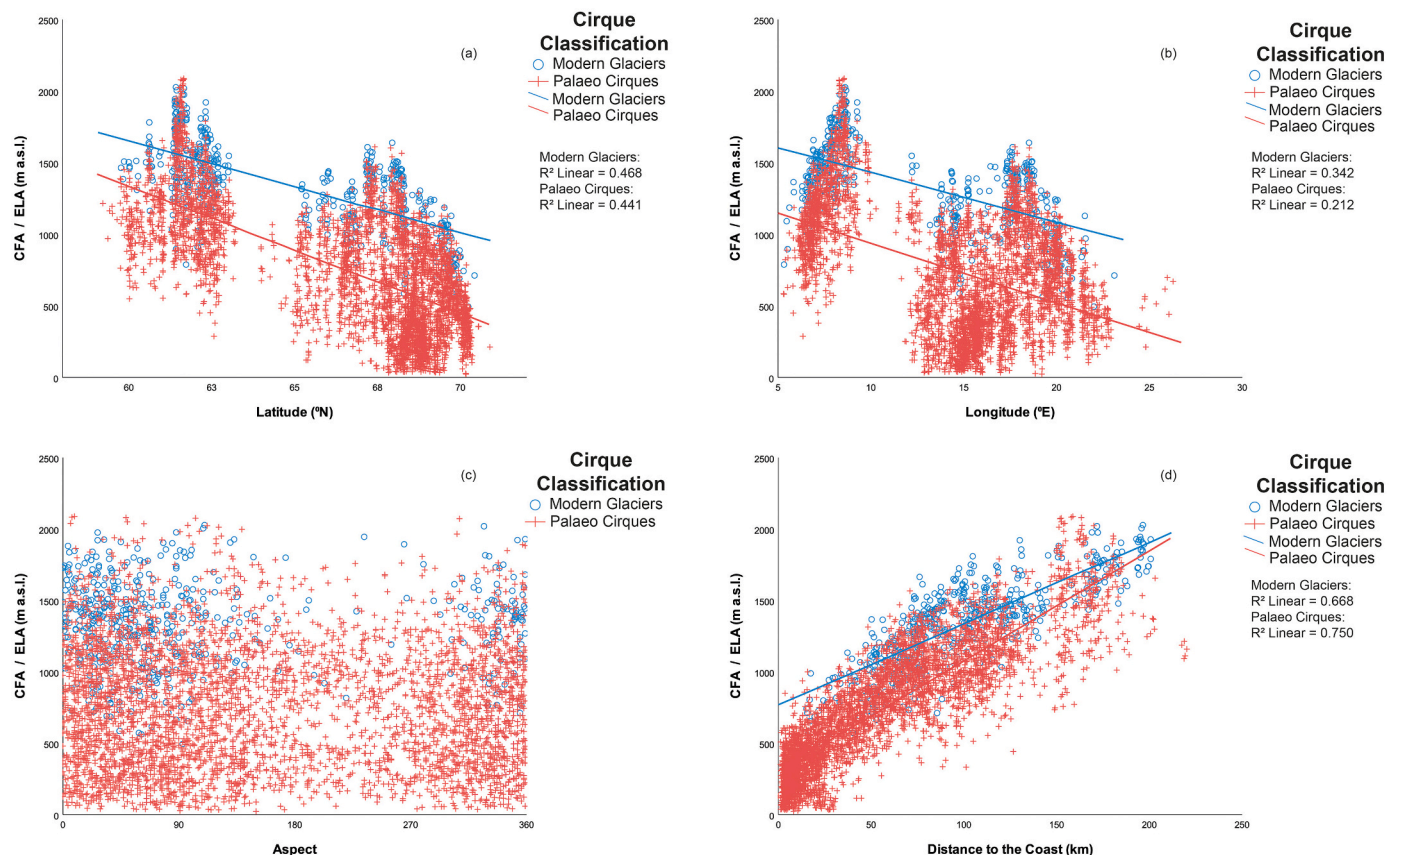 Cirque
Classification
Modern Glaciers
Palaeo Cirques
Modern Glaciers
Palaeo Cirques
(a)
Modern Glaciers:
R² Linear = 0.468
Palaeo Cirques:
R² Linear = 0.441
CFA / ELA (m a.s.l.)
2500
2000
1500
1000
500
0
60
63
65
68
70
Latitude (ºN)
Cirque
Classification
Modern Glaciers
Palaeo Cirques
Modern Glaciers
Palaeo Cirques
(b)
Modern Glaciers:
R² Linear = 0.342
Palaeo Cirques:
R² Linear = 0.212
CFA / ELA (m a.s.l.)
2500
2000
1500
1000
500
0
5
10
15
20
25
30
Longitude (ºE)
Cirque
Classification
Modern Glaciers
Palaeo Cirques
(c)
CFA / ELA (m a.s.l.)
2500
2000
1500
1000
500
0
0
90
180
270
360
Aspect
Cirque
Classification
Modern Glaciers
Palaeo Cirques
Modern Glaciers
Palaeo Cirques
(d)
Modern Glaciers:
R² Linear = 0.668
Palaeo Cirques:
R² Linear = 0.750
CFA / ELA (m a.s.l.)
2500
2000
1500
1000
500
0
0
50
100
150
200
250
Distance to the Coast (km)